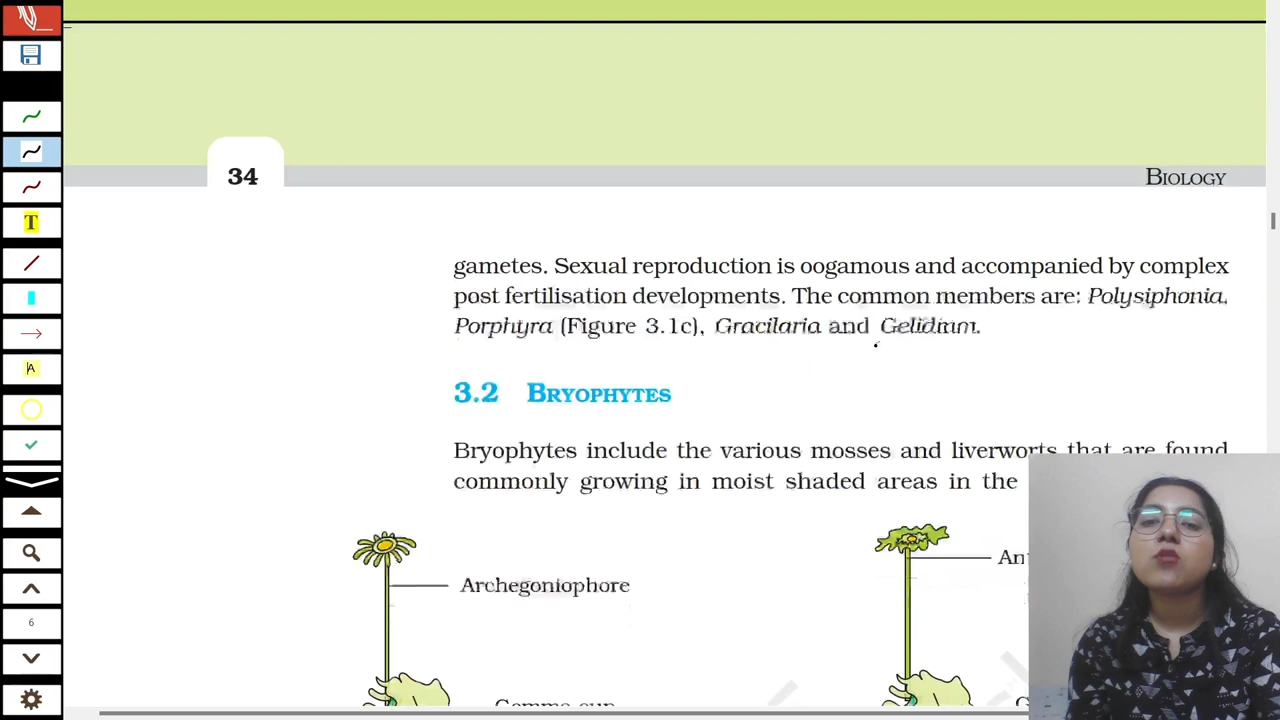 34
BIOLOGY
gametes. Sexual reproduction is oogamous and accompanied by complex
post fertilisation developments. The common members are: Polysiphonia,
Porphyra (Figure 3.1c), Gracilaria and Gelidium.
3.2 BRYOPHYTES
Bryophytes include the various mosses and liverworts that are found
commonly growing in moist shaded areas in the
Archegoniophore
An
Gemma cup
G
T
A
6